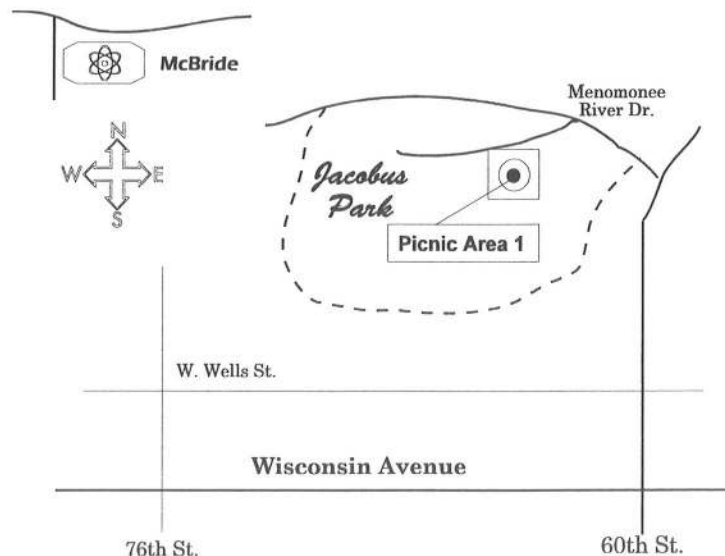 McBride
Menomonee
River Dr.
N
W
E
S
Jacobus
Park
Picnic Area 1
W. Wells St.
Wisconsin Avenue
76th St.
60th St.